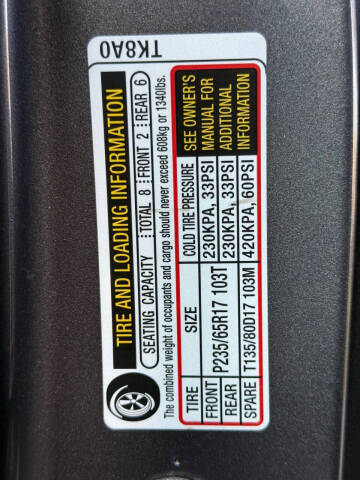 TIRE AND LOADING INFORMATION
SEATING CAPACITY | TOTAL 8 | FRONT 2 | REAR 6
The combined weight of occupants and cargo should never exceed 608kg or 1340lbs.
TIRE SIZE COLD TIRE PRESSURE SEE OWNER'S
FRONT P235/65R17 103T 230KPA, 33PSI MANUAL FOR
REAR P235/65R17 103T 230KPA, 33PSI ADDITIONAL
SPARE T135/80D17 103M 420KPA, 60PSI INFORMATION
TK8A0